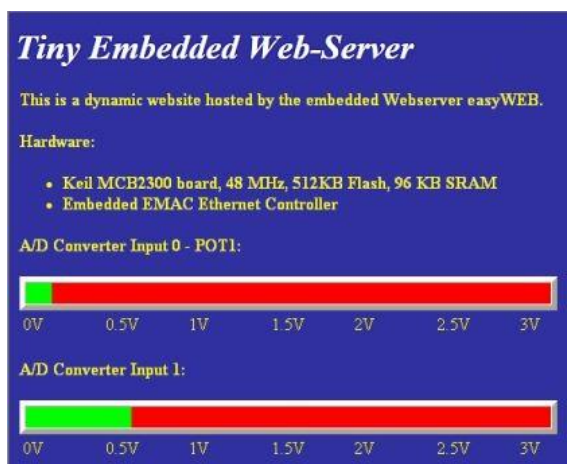 Tiny Embedded Web-Server
This is a dynamic website hosted by the embedded Webserver easyWEB.
Hardware:
• Keil MCB2300 board, 48 MHz, 512KB Flash, 96 KB SRAM
• Embedded EMAC Ethernet Controller
A/D Converter Input 0 - POT1:
0V 0.5V 1V 1.5V 2V 2.5V 3V
A/D Converter Input 1:
0V 0.5V 1V 1.5V 2V 2.5V 3V